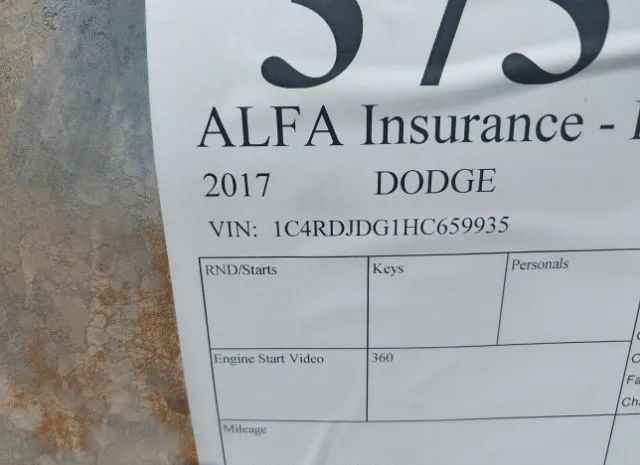 ALFA Insurance -
2017 DODGE
VIN: 1C4RDJDG1HC659935
RND/Starts Keys Personals
Engine Start Video 360
Mileage